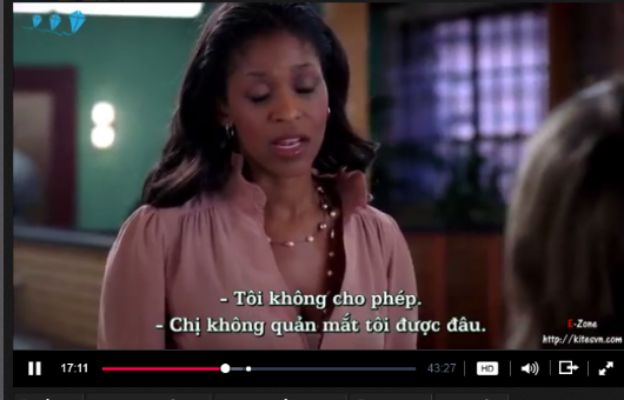 - Tôi không cho phép.
- Chị không quản mắt tôi được đâu.
E-Zone
http://kitesvn.com
17:11
43:27
HD